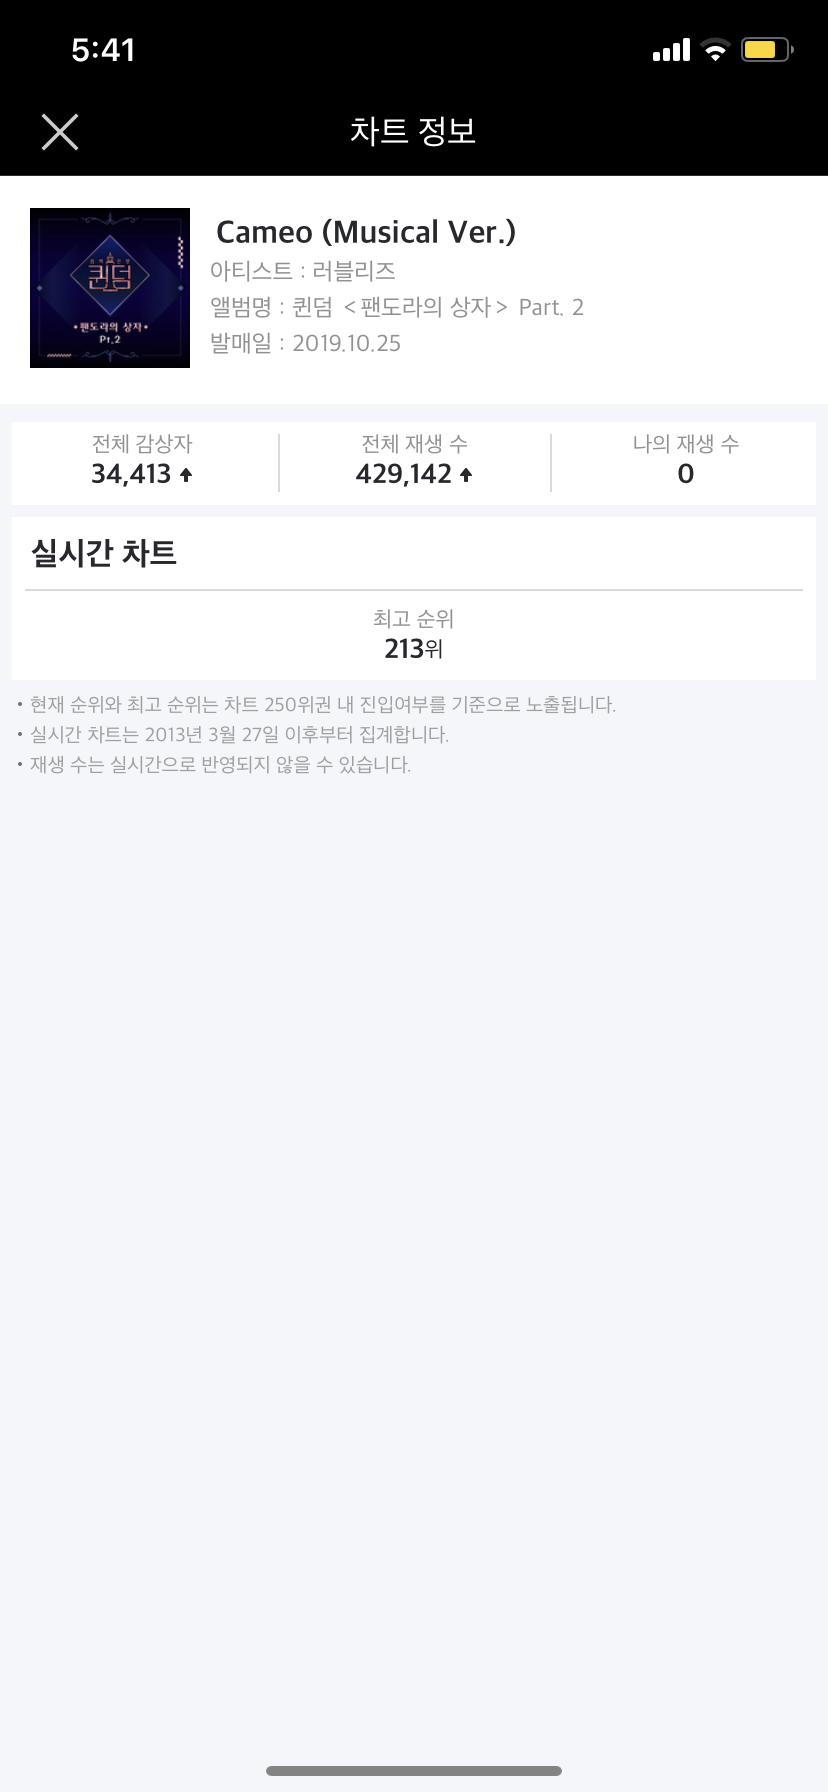 5:41
차트 정보
퀸덤
•팬도라의 상자•
Pt.2
Cameo (Musical Ver.)
아티스트 : 러블리즈
앨범명 : 퀸덤 <팬도라의 상자> Part. 2
발매일 : 2019.10.25
전체 감상자
34,413
전체 재생 수
429,142
나의 재생 수
0
실시간 차트
최고 순위
213위
• 현재 순위와 최고 순위는 차트 250위권 내 진입여부를 기준으로 노출됩니다.
• 실시간 차트는 2013년 3월 27일 이후부터 집계합니다.
• 재생 수는 실시간으로 반영되지 않을 수 있습니다.